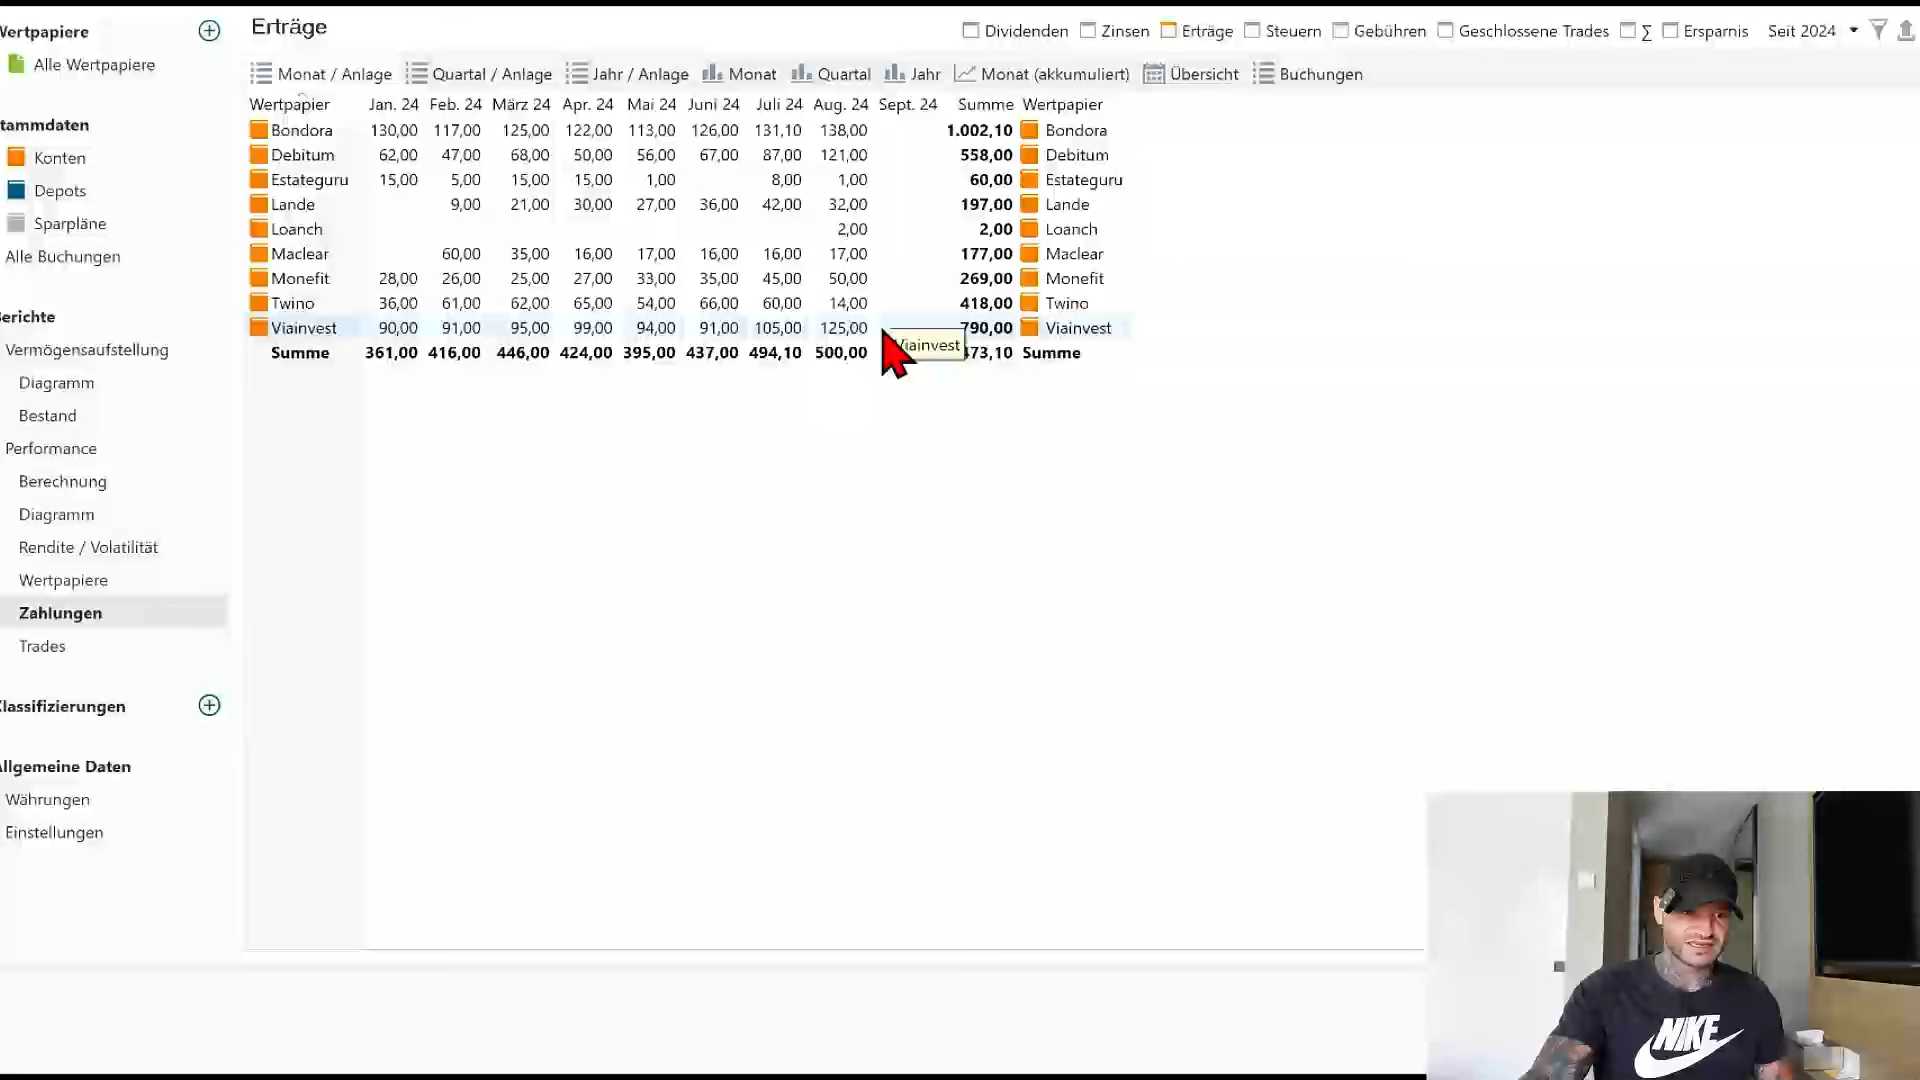 Wertpapiere
Alle Wertpapiere
tammdaten
Konten
Depots
Sparpläne
Alle Buchungen
erichte
Vermögensaufstellung
Diagramm
Bestand
Performance
Berechnung
Diagramm
Rendite / Volatilität
Wertpapiere
Zahlungen
Trades
Klassifizierungen
Allgemeine Daten
Währungen
Einstellungen
Erträge
Dividenden Zinsen Erträge Steuern Gebühren Geschlossene Trades ∑ Ersparnis Seit 2024
Monat / Anlage Quartal / Anlage Jahr / Anlage Monat Quartal Jahr Monat (akkumuliert) Übersicht Buchungen
Wertpapier Jan. 24 Feb. 24 März 24 Apr. 24 Mai 24 Juni 24 Juli 24 Aug. 24 Sept. 24 Summe Wertpapier
Bondora 130,00 117,00 125,00 122,00 113,00 126,00 131,10 138,00 1.002,10 Bondora
Debitum 62,00 47,00 68,00 50,00 56,00 67,00 87,00 121,00 558,00 Debitum
Estateguru 15,00 5,00 15,00 15,00 1,00 8,00 1,00 60,00 Estateguru
Lande 9,00 21,00 30,00 27,00 36,00 42,00 32,00 197,00 Lande
Loanch 2,00 2,00 Loanch
Maclear 60,00 35,00 16,00 17,00 16,00 16,00 17,00 177,00 Maclear
Monefit 28,00 26,00 25,00 27,00 33,00 35,00 45,00 50,00 269,00 Monefit
Twino 36,00 61,00 62,00 65,00 54,00 66,00 60,00 14,00 418,00 Twino
Viainvest 90,00 91,00 95,00 99,00 94,00 91,00 105,00 125,00 790,00 Viainvest
Viainvest
Summe 361,00 416,00 446,00 424,00 395,00 437,00 494,10 500,00 473,10 Summe
NIKE